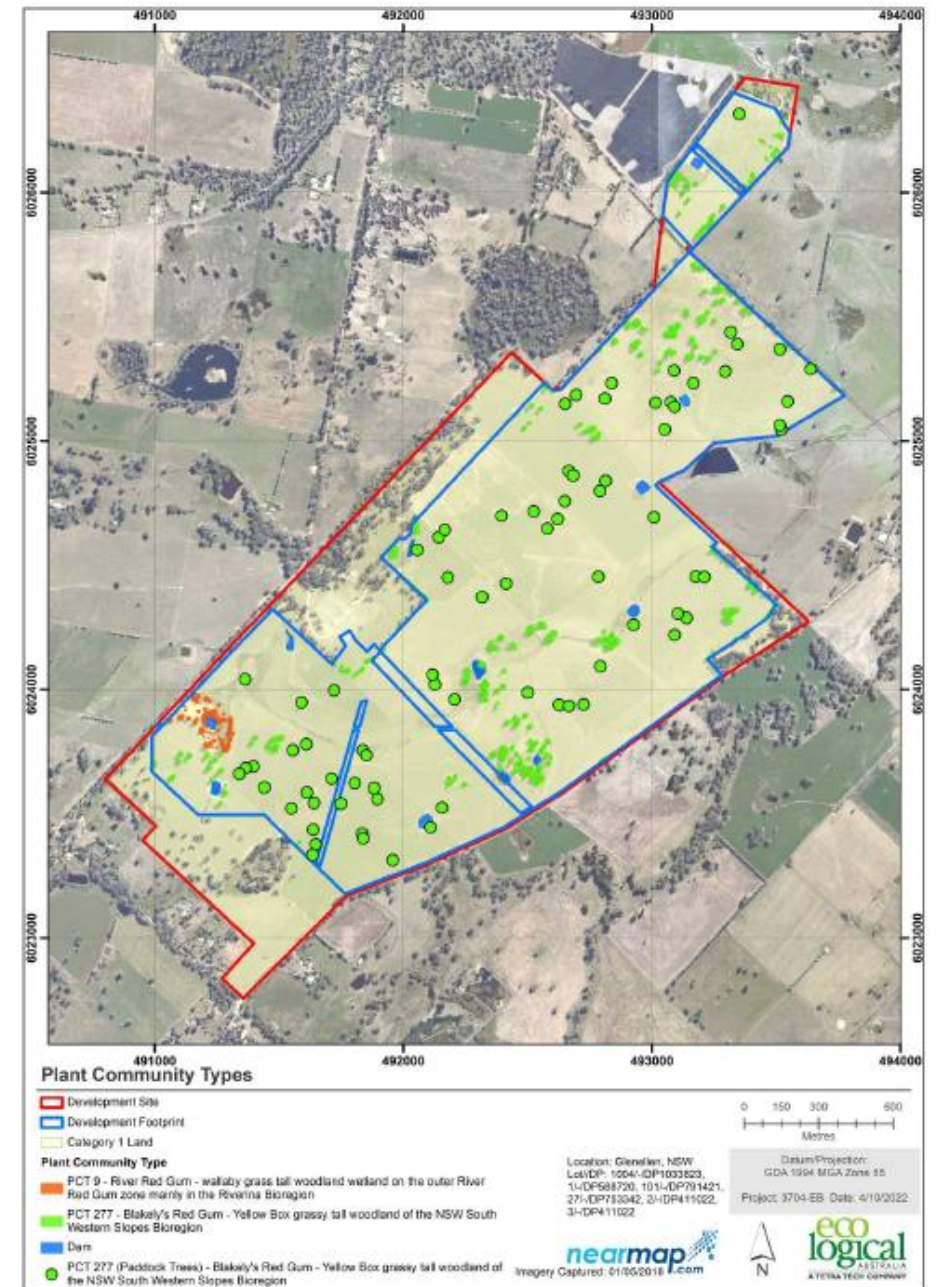 491000 492000 493000 494000
6026000 6026000
6025000 6025000
6024000 6024000
6023000 6023000
491000 492000 493000 494000
Plant Community Types
Development Site
Development Footprint
Category 1 Land
Plant Community Type
PCT 9 - River Red Gum - wallaby grass tall woodland wetland on the outer River
Red Gum zone mainly in the Riverina Bioregion
PCT 277 - Blakely's Red Gum - Yellow Box grassy tall woodland of the NSW South
Western Slopes Bioregion
Dam
PCT 277 (Paddock Trees) - Blakely's Red Gum - Yellow Box grassy tall woodland of
the NSW South Western Slopes Bioregion
Location: Glenellen, NSW
Lot/DP: 1004/-/DP1033823,
1/-/DP588720, 101/-/DP791421,
27/-/DP753342, 2/-/DP411022,
3/-/DP411022
nearmap.com
Imagery Captured: 01/05/2018
0 150 300 600
Metres
Datum/Projection:
GDA 1994 MGA Zone 55
Project: 3704-EB Date: 4/10/2022
N
eco
logical
AUSTRALIA
A TETRA TECH COMPANY